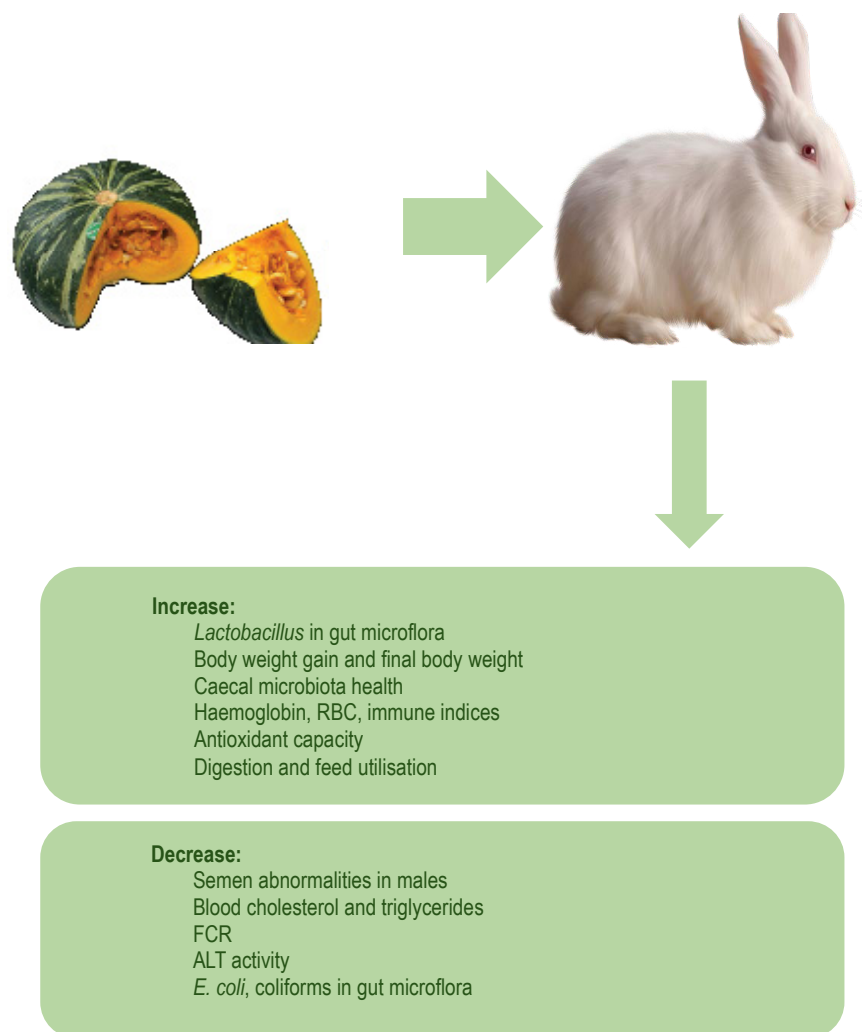 Increase:
Lactobacillus in gut microflora
Body weight gain and final body weight
Caecal microbiota health
Haemoglobin, RBC, immune indices
Antioxidant capacity
Digestion and feed utilisation
Decrease:
Semen abnormalities in males
Blood cholesterol and triglycerides
FCR
ALT activity
E. coli, coliforms in gut microflora